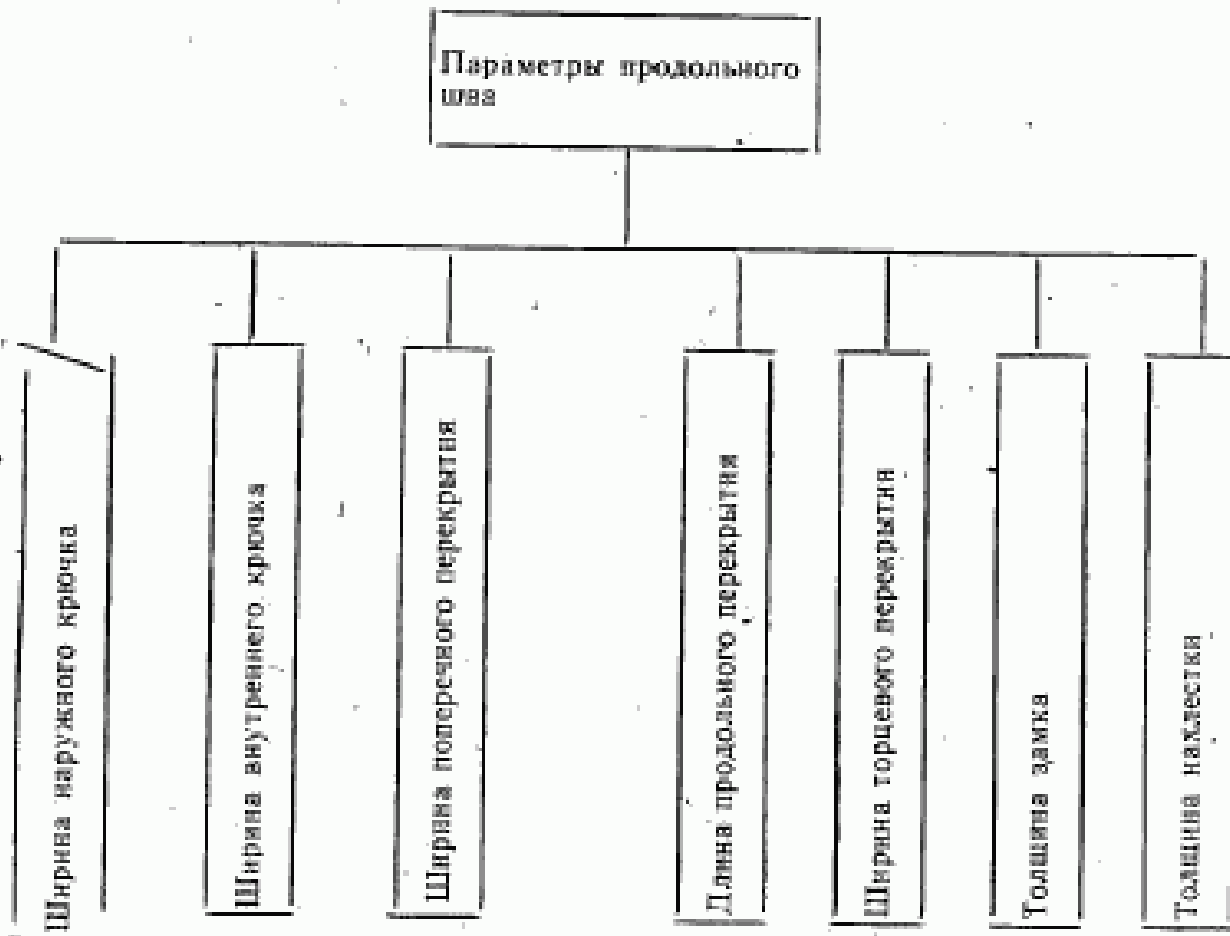 Параметры продольного
шва
Ширина наружного крючка
Ширина внутреннего крючка
Ширина поперечного перекрытия
Длина продольного перекрытия
Ширина торцевого перекрытия
Толщина замка
Толщина нахлестки